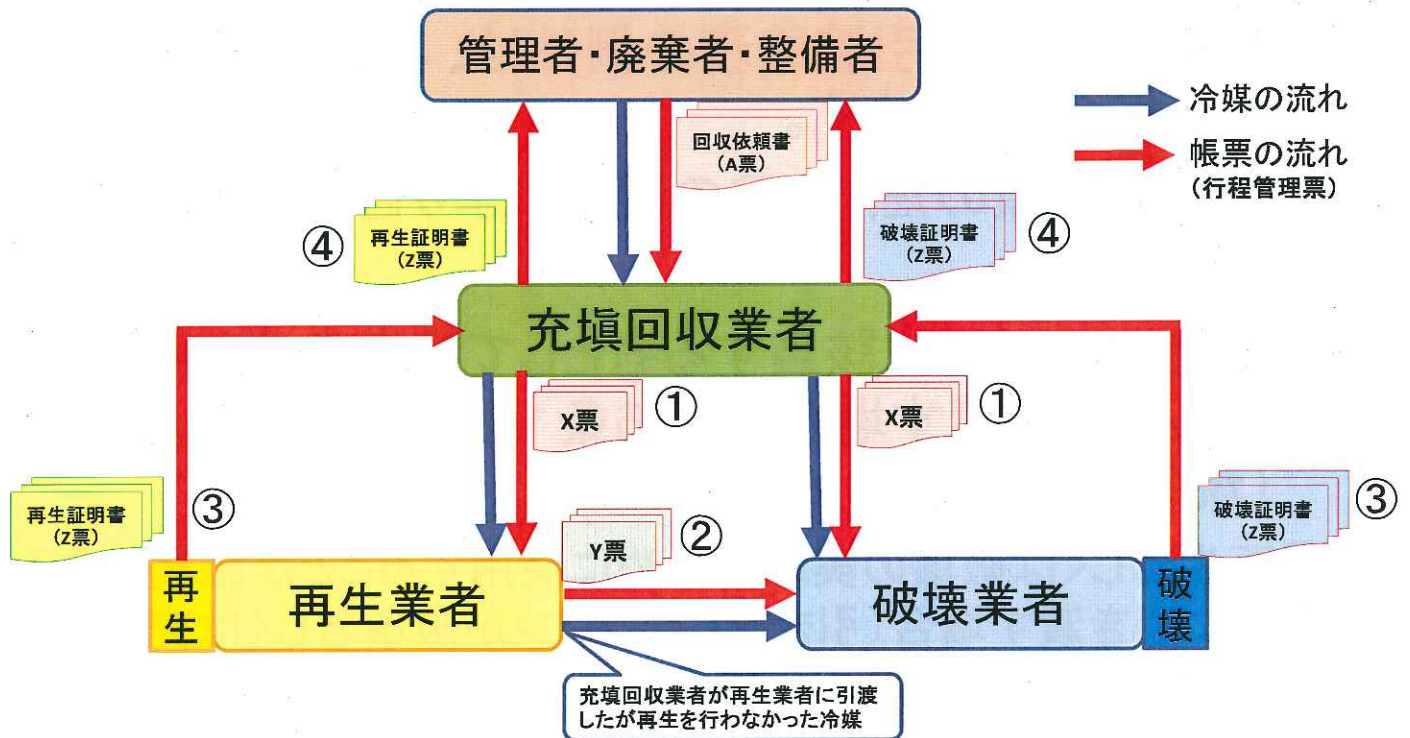 管理者・廃棄者・整備者
冷媒の流れ
帳票の流れ
(行程管理票)
回収依頼書
(A票)
④
再生証明書
(Z票)
破壊証明書
(Z票)
④
充塡回収業者
X票
①
X票
①
再生証明書
(Z票)
③
Y票
②
破壊証明書
(Z票)
③
再生
再生業者
破壊業者
破壊
充塡回収業者が再生業者に引渡
したが再生を行わなかった冷媒